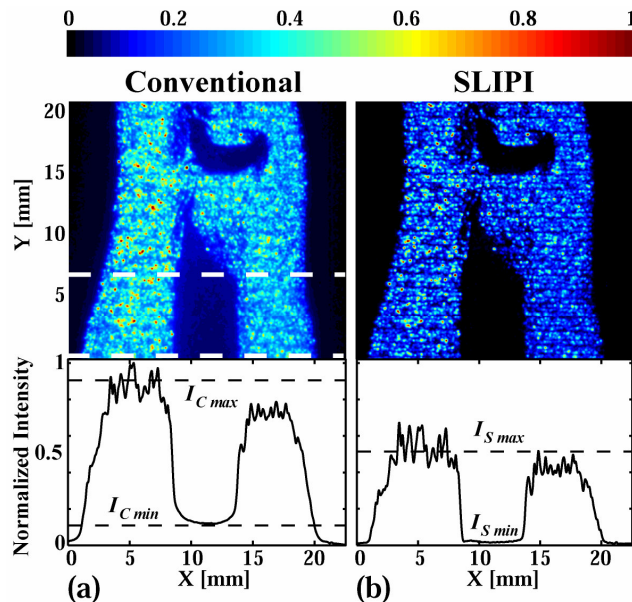 0 0.2 0.4 0.6 0.8 1
Conventional SLIPI
20
15
10
5
Y [mm]
1
0.5
0
Normalized Intensity
I_C max
I_C min
I_S max
I_S min
0 5 10 15 20 0 5 10 15 20
(a) X [mm] (b) X [mm]